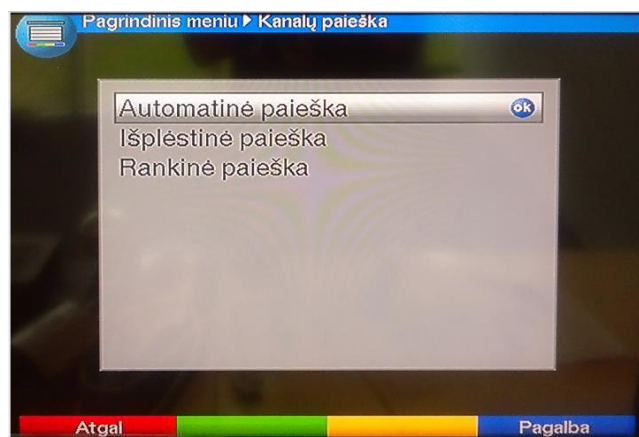 Pagrindinis meniu ▶ Kanalų paieška
Automatinė paieška ok
Išplėstinė paieška
Rankinė paieška
Atgal Pagalba